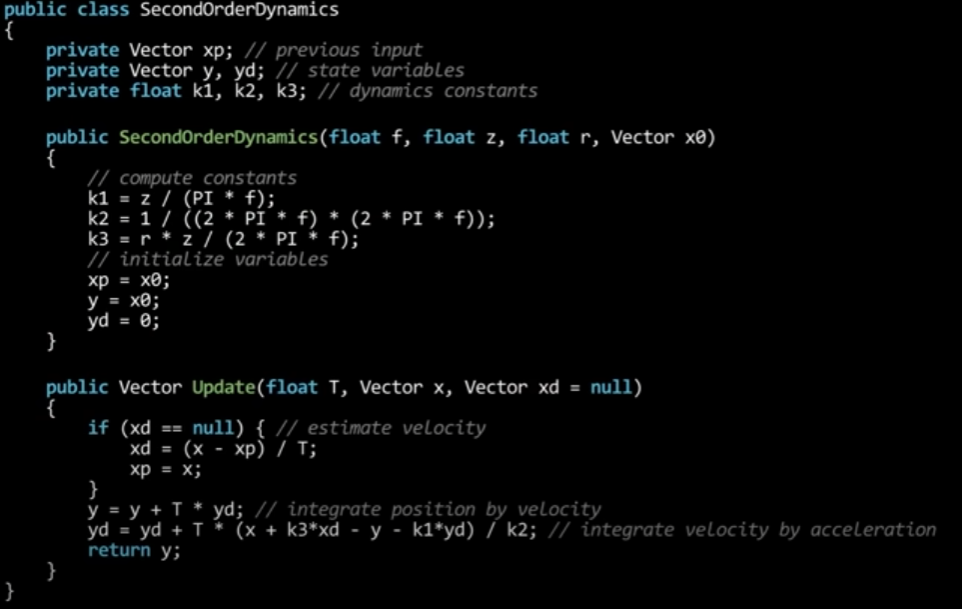 public class SecondOrderDynamics
{
    private Vector xp; // previous input
    private Vector y, yd; // state variables
    private float k1, k2, k3; // dynamics constants

    public SecondOrderDynamics(float f, float z, float r, Vector x0)
    {
        // compute constants
        k1 = z / (PI * f);
        k2 = 1 / ((2 * PI * f) * (2 * PI * f));
        k3 = r * z / (2 * PI * f);
        // initialize variables
        xp = x0;
        y = x0;
        yd = 0;
    }

    public Vector Update(float T, Vector x, Vector xd = null)
    {
        if (xd == null) { // estimate velocity
            xd = (x - xp) / T;
            xp = x;
        }
        y = y + T * yd; // integrate position by velocity
        yd = yd + T * (x + k3*xd - y - k1*yd) / k2; // integrate velocity by acceleration
        return y;
    }
}